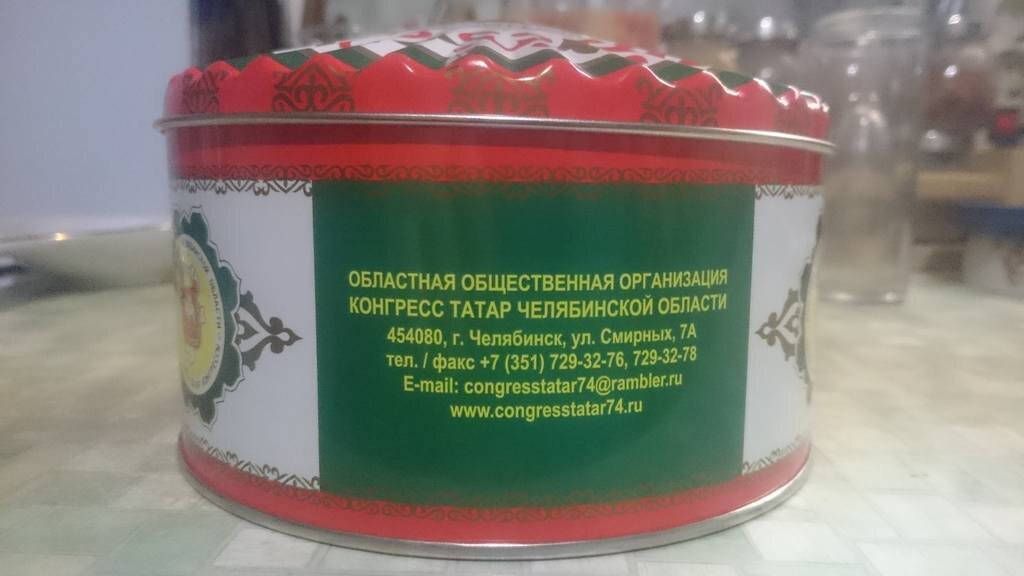 ОБЛАСТНАЯ ОБЩЕСТВЕННАЯ ОРГАНИЗАЦИЯ
КОНГРЕСС ТАТАР ЧЕЛЯБИНСКОЙ ОБЛАСТИ
454080, г. Челябинск, ул. Смирных, 7А
тел. / факс +7 (351) 729-32-76, 729-32-78
E-mail: congresstatar74@rambler.ru
www.congresstatar74.ru